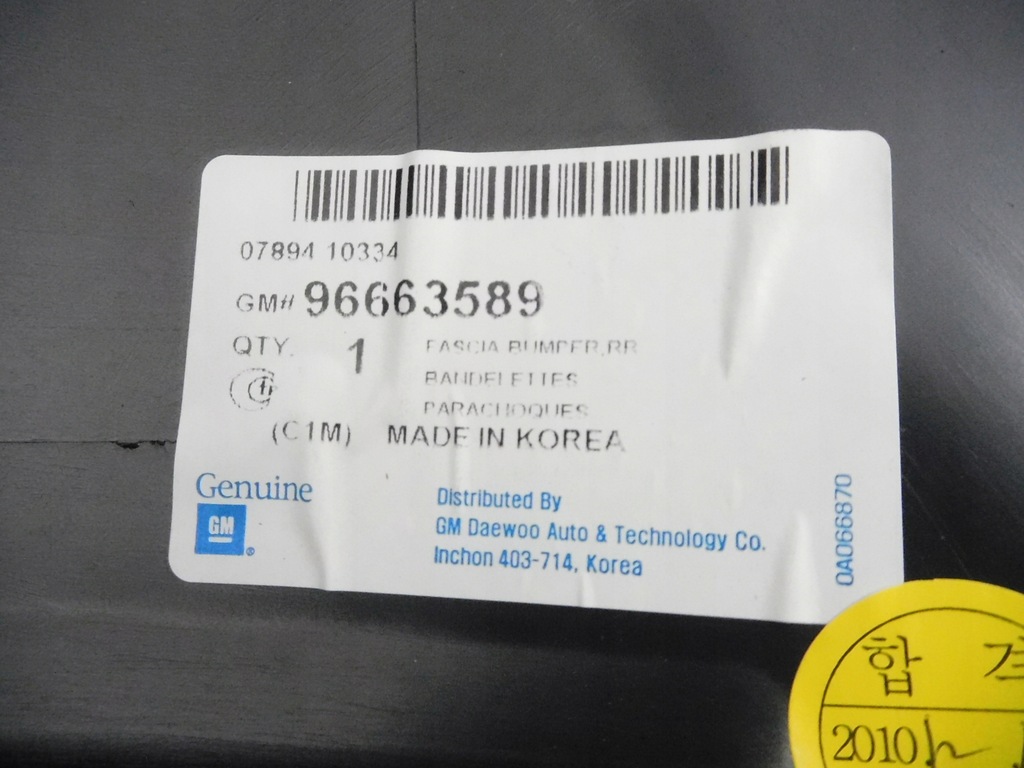 07894 10334
GM# 96663589
QTY. 1 FASCIA BUMPER,RR
BANDELETTES
PARACHOQUES
(C1M) MADE IN KOREA
Genuine
GM ®
Distributed By
GM Daewoo Auto & Technology Co.
Inchon 403-714, Korea
0A066870
합
2010